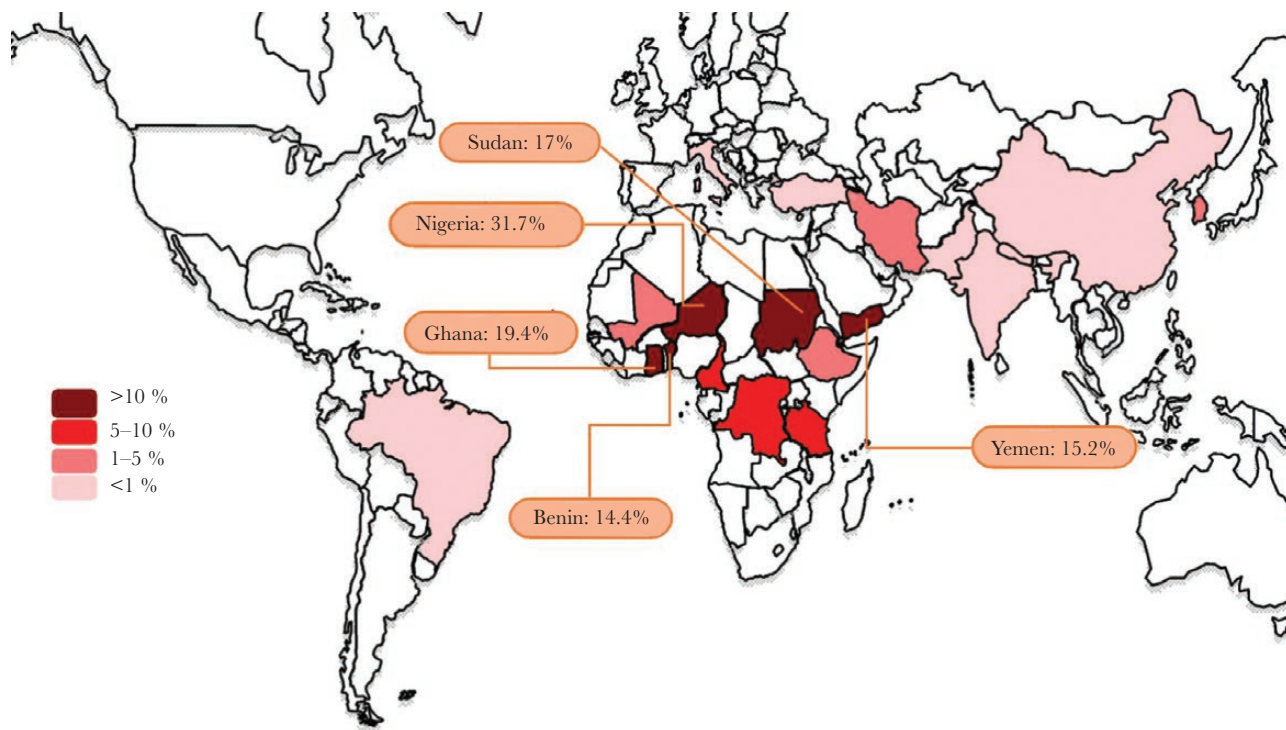 Sudan: 17%
Nigeria: 31.7%
Ghana: 19.4%
>10 %
5–10 %
1–5 %
<1 %
Yemen: 15.2%
Benin: 14.4%